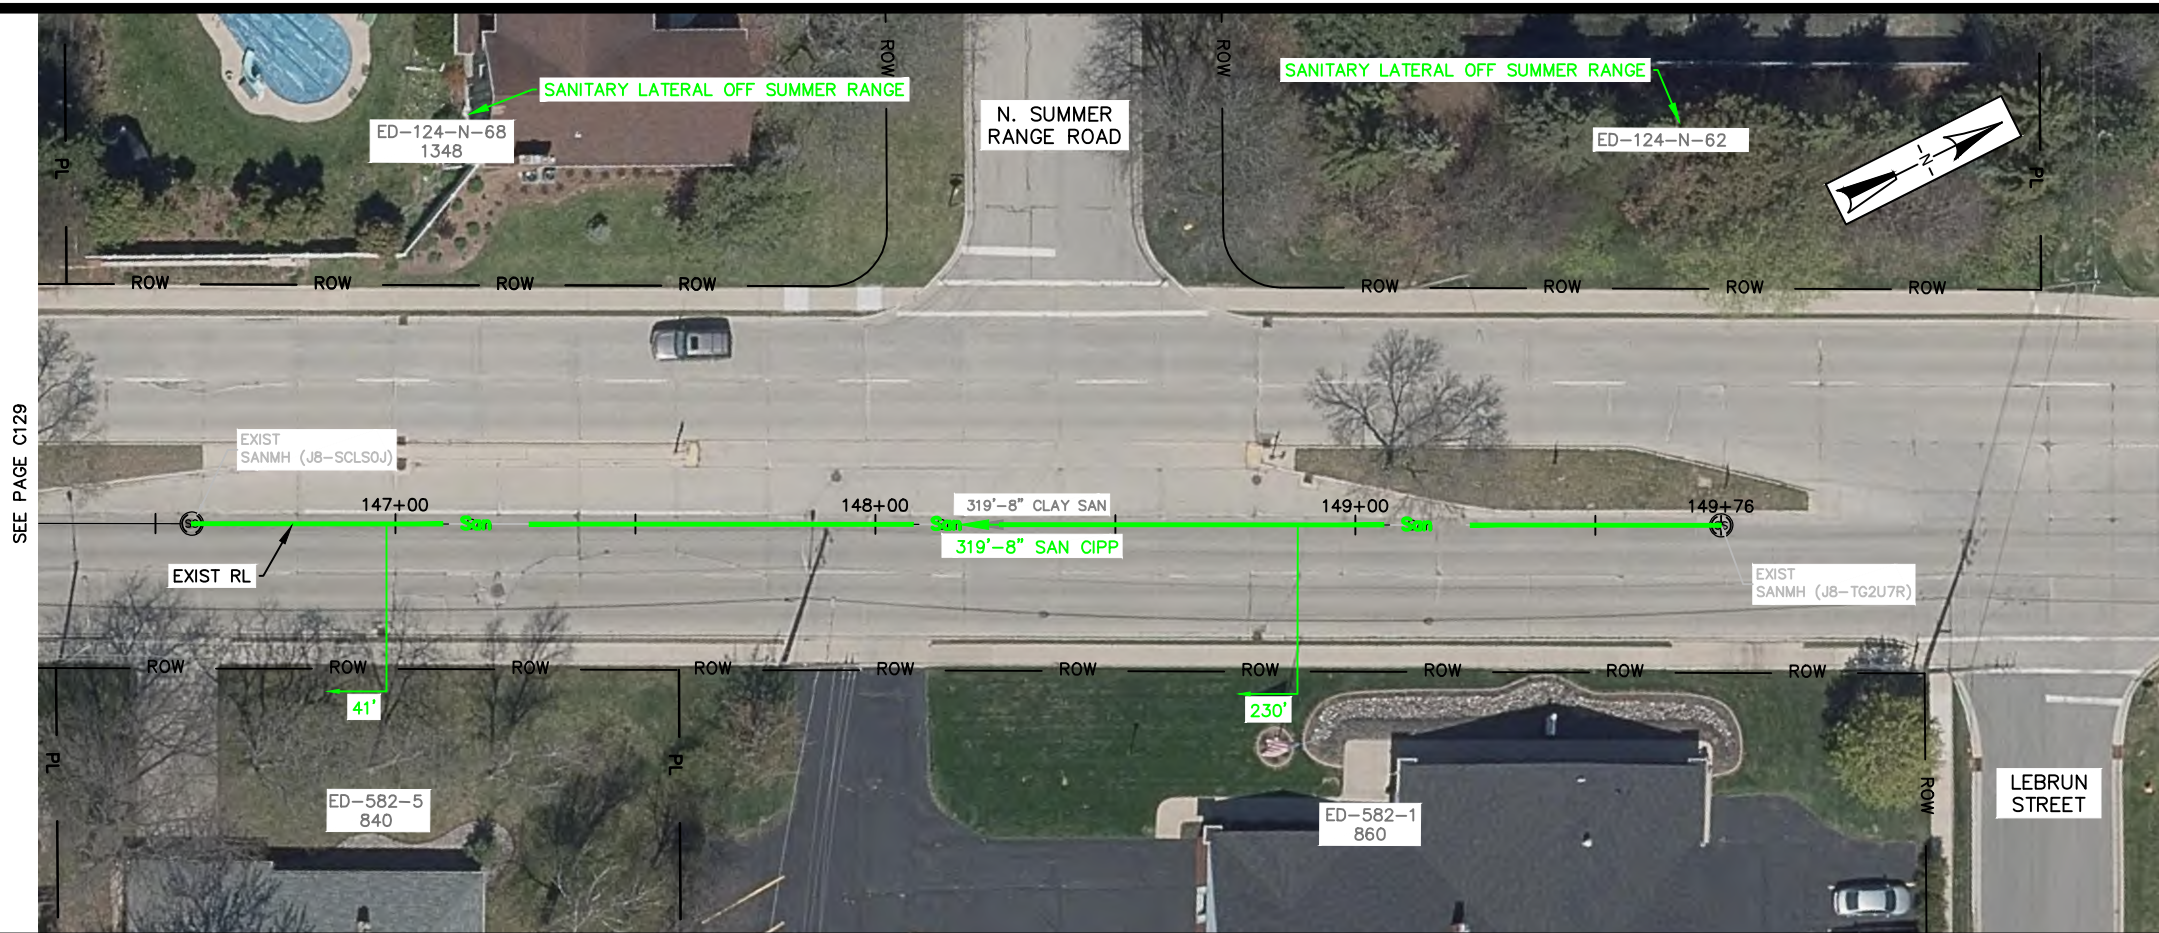 SANITARY LATERAL OFF SUMMER RANGE
SANITARY LATERAL OFF SUMMER RANGE
ROW
ROW
N. SUMMER
RANGE ROAD
ED-124-N-68
1348
ED-124-N-62
N
PL
PL
ROW
ROW
ROW
ROW
ROW
ROW
ROW
ROW
SEE PAGE C129
EXIST
SANMH (J8-SCLS0J)
147+00
148+00
319'-8" CLAY SAN
149+00
149+76
S
San
San
San
S
319'-8" SAN CIPP
EXIST RL
EXIST
SANMH (J8-TG2U7R)
ROW
ROW
ROW
ROW
ROW
ROW
ROW
ROW
ROW
ROW
41'
230'
PL
PL
ROW
ED-582-5
840
ED-582-1
860
LEBRUN
STREET